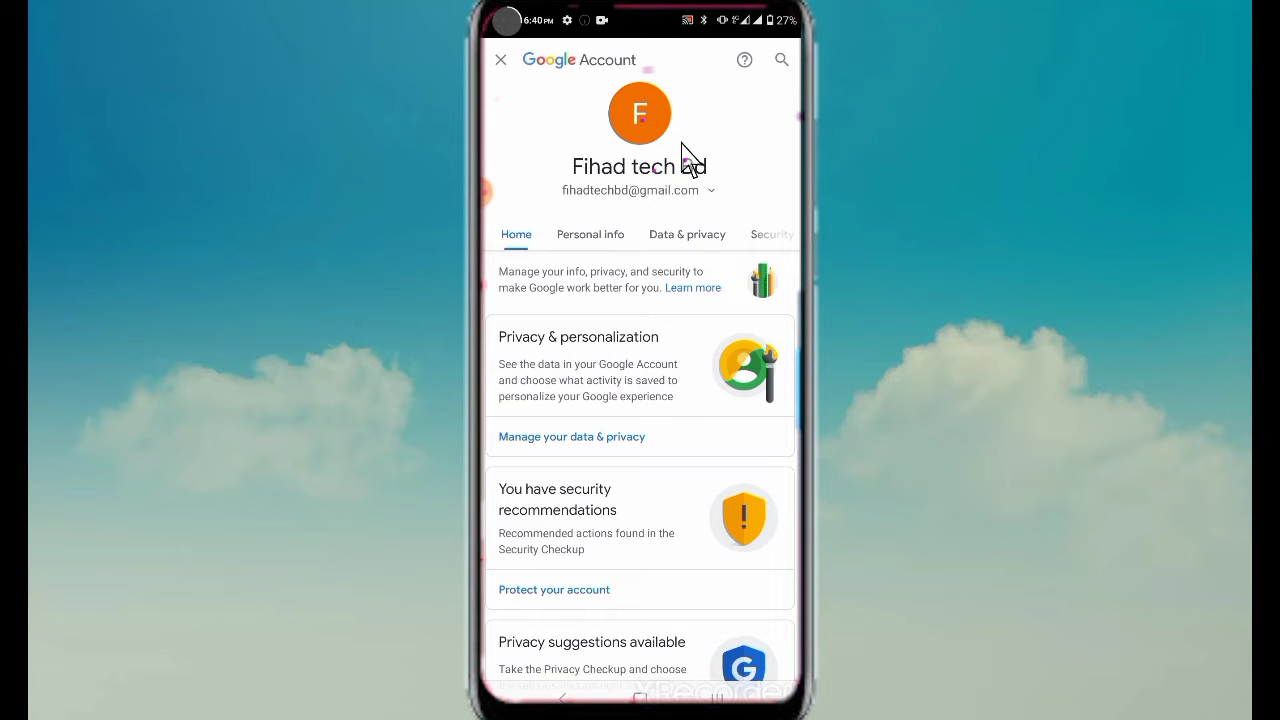 6:40 PM 27%
Google Account
F
Fihad tech bd
fihadtechbd@gmail.com
Home Personal info Data & privacy Security
Manage your info, privacy, and security to
make Google work better for you. Learn more
Privacy & personalization
See the data in your Google Account
and choose what activity is saved to
personalize your Google experience
Manage your data & privacy
You have security
recommendations
Recommended actions found in the
Security Checkup
Protect your account
Privacy suggestions available
Take the Privacy Checkup and choose
G
XRecorder